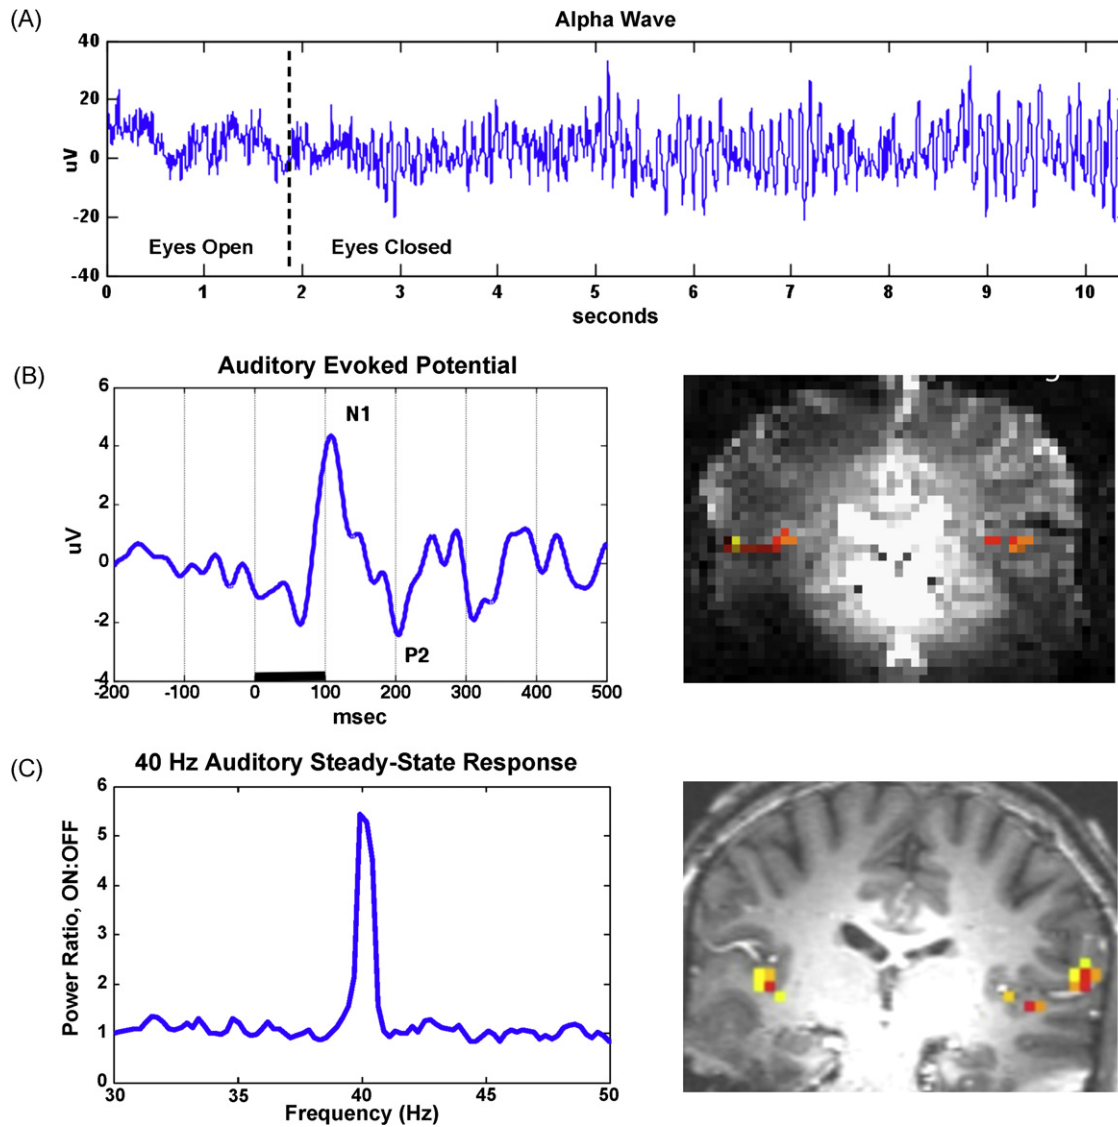 (A)
Alpha Wave
40
20
0
-20
-40
uV
Eyes Open
Eyes Closed
0 1 2 3 4 5 6 7 8 9 10
seconds
(B)
Auditory Evoked Potential
6
4
2
0
-2
-4
uV
N1
P2
-200 -100 0 100 200 300 400 500
msec
(C)
40 Hz Auditory Steady-State Response
6
5
4
3
2
1
0
Power Ratio, ON:OFF
30 35 40 45 50
Frequency (Hz)